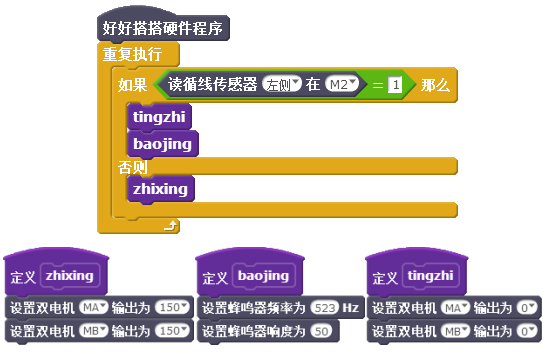 好好搭搭硬件程序
重复执行
如果 读循线传感器 左侧 在 M2 = 1 那么
tingzhi
baojing
否则
zhixing
定义 zhixing
设置双电机 MA 输出为 150
设置双电机 MB 输出为 150
定义 baojing
设置蜂鸣器频率为 523 Hz
设置蜂鸣器响度为 50
定义 tingzhi
设置双电机 MA 输出为 0
设置双电机 MB 输出为 0